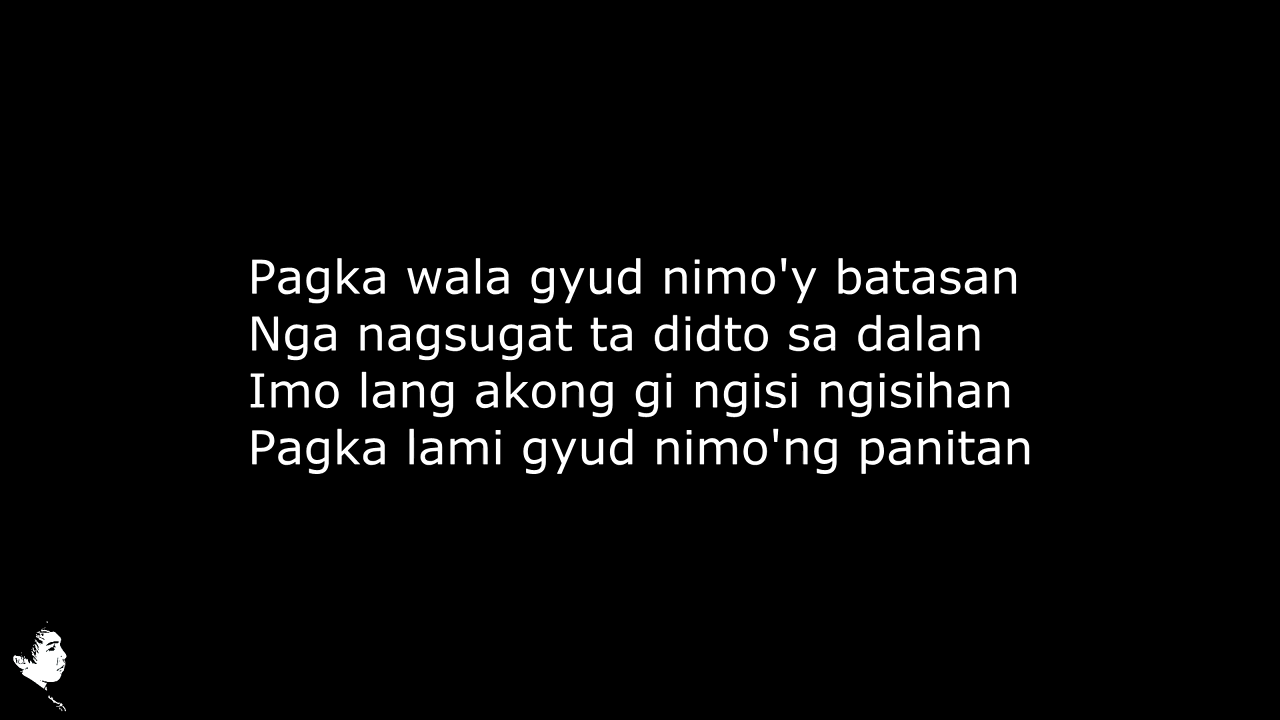 Pagka wala gyud nimo'y batasan
Nga nagsugat ta didto sa dalan
Imo lang akong gi ngisi ngisihan
Pagka lami gyud nimo'ng panitan